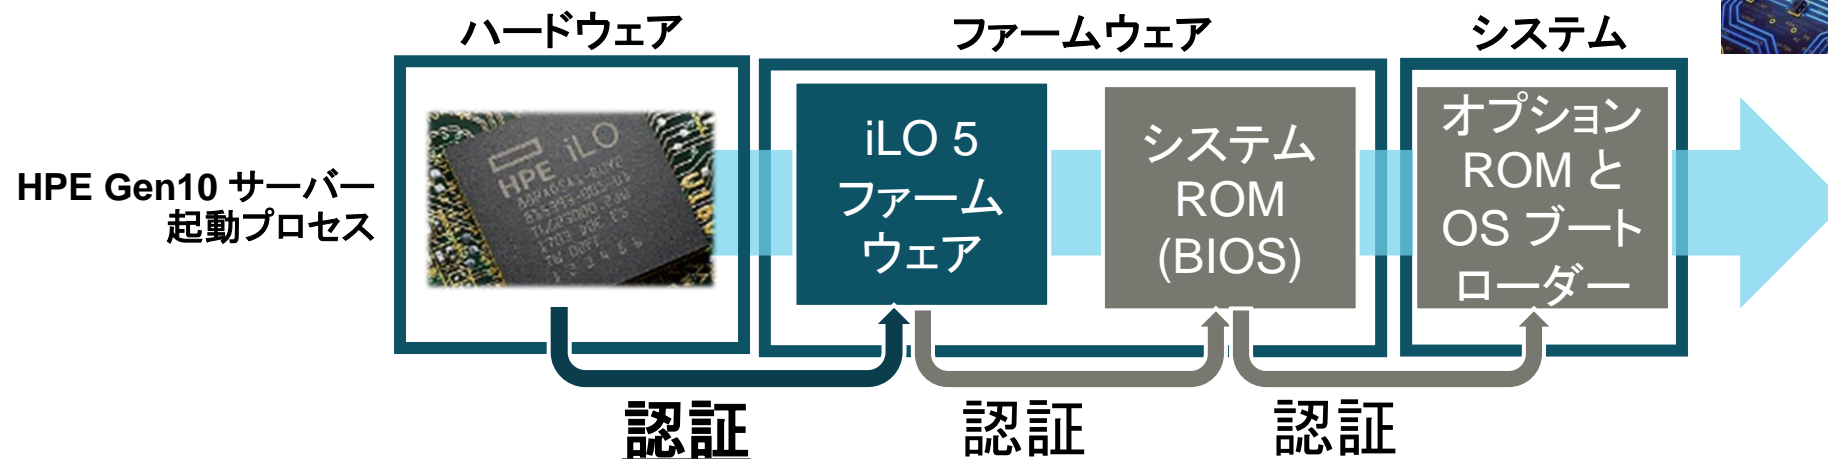 ハードウェア
ファームウェア
システム
HPE Gen10 サーバー
起動プロセス
iLO
HPE
iLO 5
ファーム
ウェア
システム
ROM
(BIOS)
オプション
ROM と
OS ブート
ローダー
認証
認証
認証